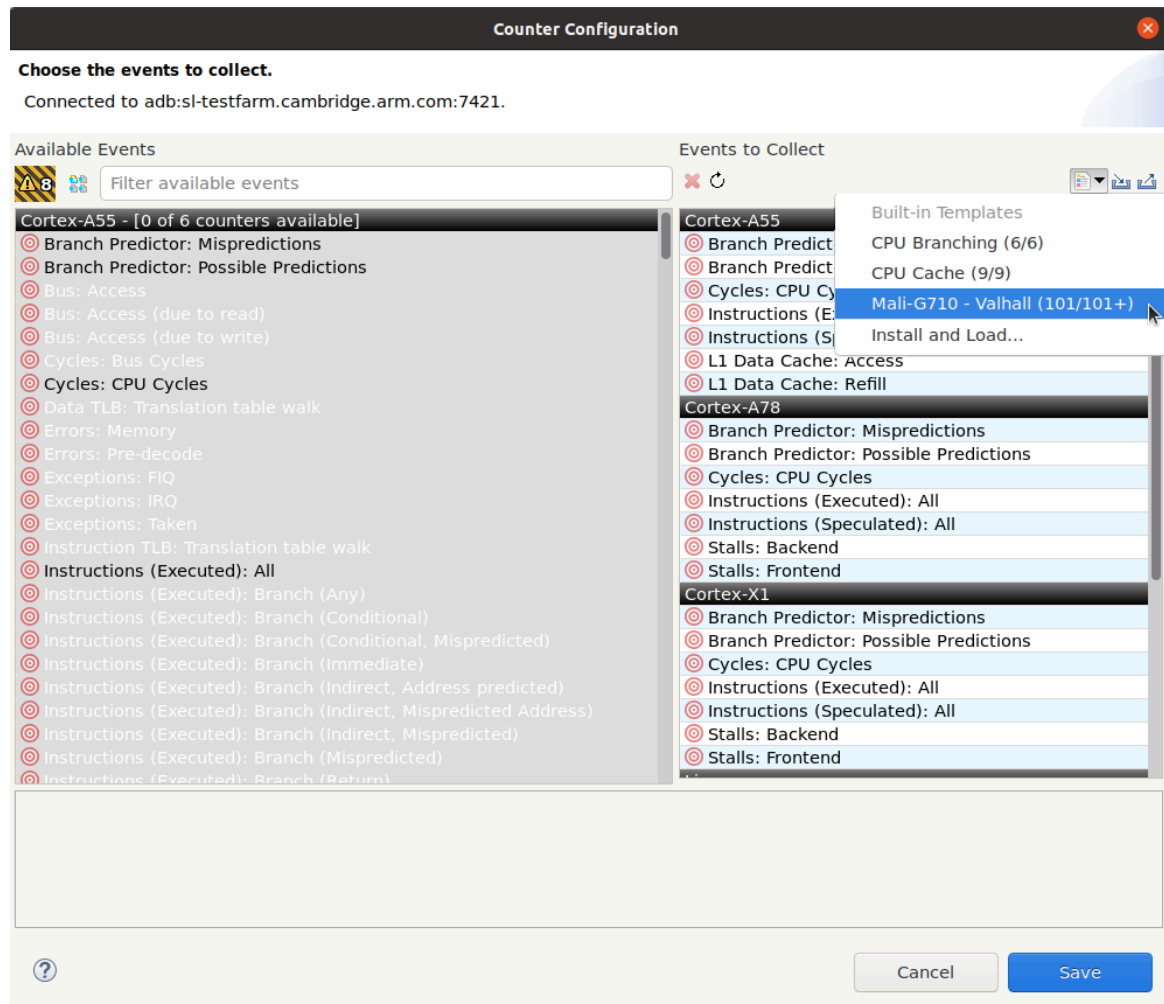 Counter Configuration
Choose the events to collect.
Connected to adb:sl-testfarm.cambridge.arm.com:7421.
Available Events
8
Filter available events
Cortex-A55 - [0 of 6 counters available]
Branch Predictor: Mispredictions
Branch Predictor: Possible Predictions
Bus: Access
Bus: Access (due to read)
Bus: Access (due to write)
Cycles: Bus Cycles
Cycles: CPU Cycles
Data TLB: Translation table walk
Errors: Memory
Errors: Pre-decode
Exceptions: FIQ
Exceptions: IRQ
Exceptions: Taken
Instruction TLB: Translation table walk
Instructions (Executed): All
Instructions (Executed): Branch (Any)
Instructions (Executed): Branch (Conditional)
Instructions (Executed): Branch (Conditional, Mispredicted)
Instructions (Executed): Branch (Immediate)
Instructions (Executed): Branch (Indirect, Address predicted)
Instructions (Executed): Branch (Indirect, Mispredicted Address)
Instructions (Executed): Branch (Indirect, Mispredicted)
Instructions (Executed): Branch (Mispredicted)
Instructions (Executed): Branch (Return)
Events to Collect
Cortex-A55
Branch Predict
Branch Predict
Cycles: CPU Cy
Instructions (E
Instructions (S
L1 Data Cache: Access
L1 Data Cache: Refill
Cortex-A78
Branch Predictor: Mispredictions
Branch Predictor: Possible Predictions
Cycles: CPU Cycles
Instructions (Executed): All
Instructions (Speculated): All
Stalls: Backend
Stalls: Frontend
Cortex-X1
Branch Predictor: Mispredictions
Branch Predictor: Possible Predictions
Cycles: CPU Cycles
Instructions (Executed): All
Instructions (Speculated): All
Stalls: Backend
Stalls: Frontend
Built-in Templates
CPU Branching (6/6)
CPU Cache (9/9)
Mali-G710 - Valhall (101/101+)
Install and Load...
?
Cancel
Save